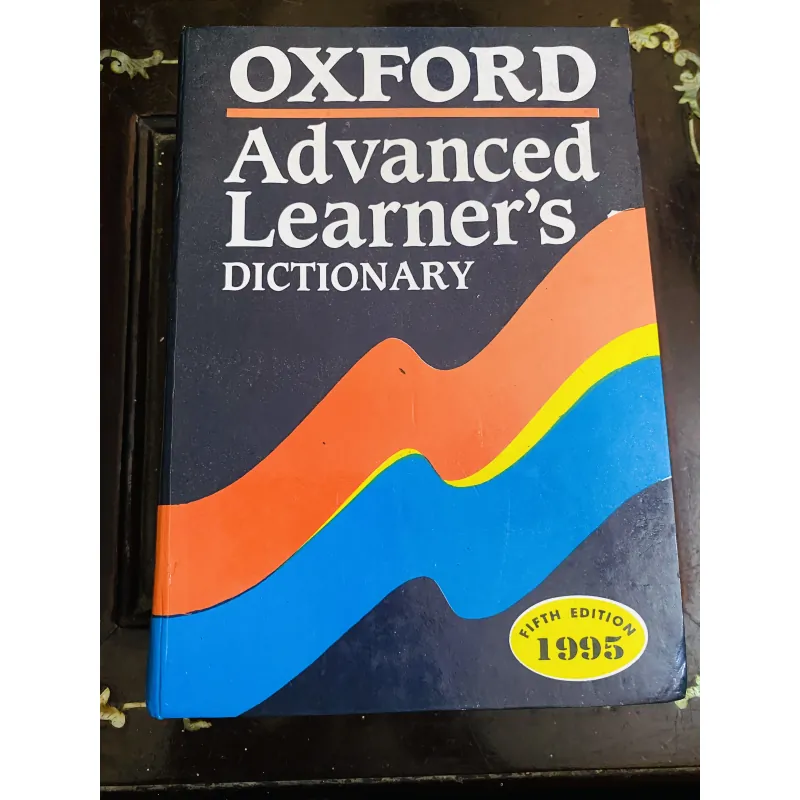 OXFORD
Advanced
Learner's
DICTIONARY
FIFTH EDITION
1995